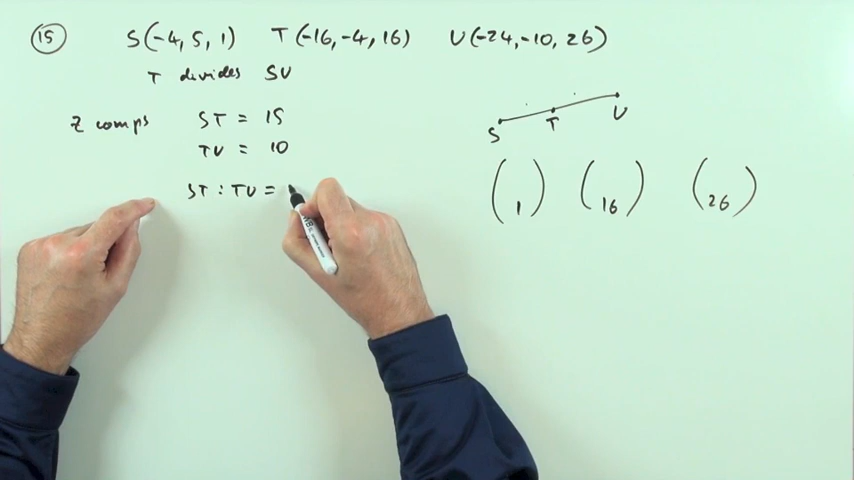 15 S(-4, 5, 1) T(-16, -4, 16) U(-24, -10, 26)
T divides SU
Z comps ST = 15
TU = 10
ST : TU =
S T U
( 1 ) ( 16 ) ( 26 )